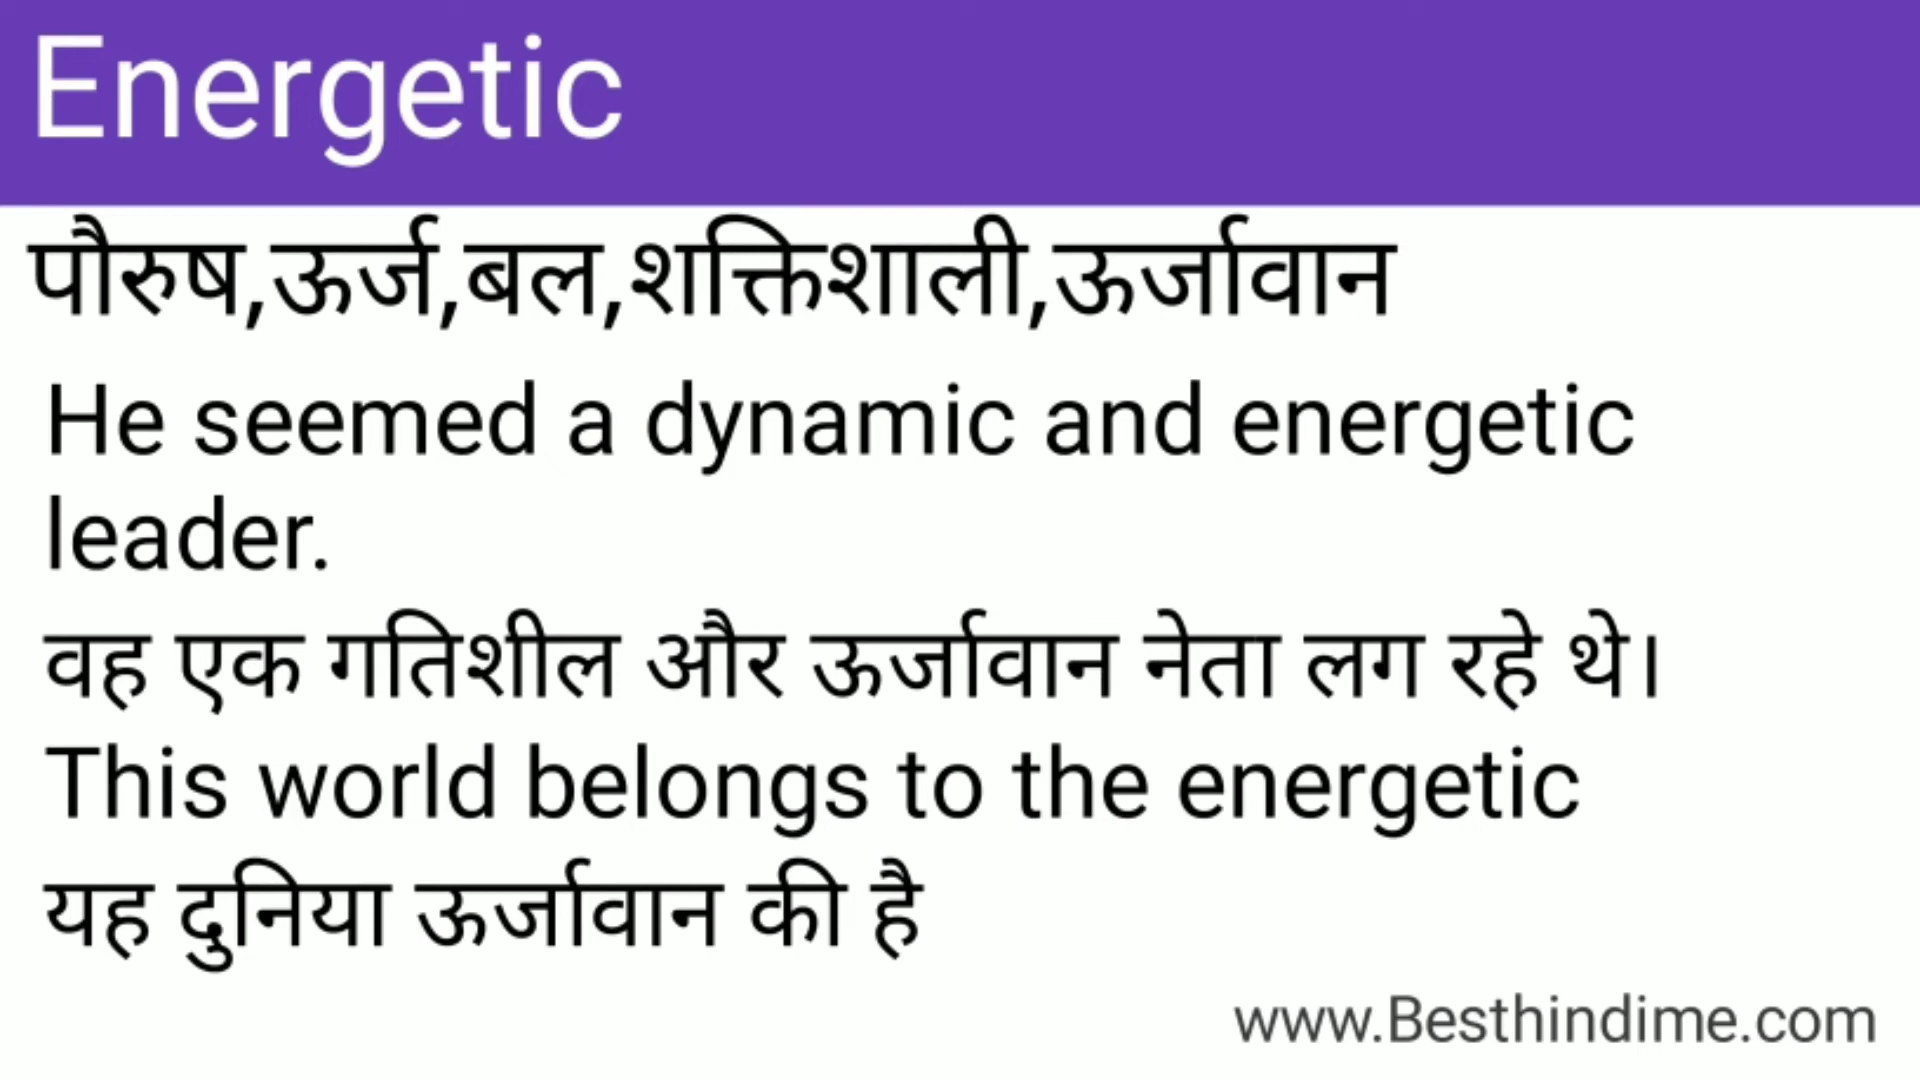 Energetic
पौरुष,ऊर्ज,बल,शक्तिशाली,ऊर्जावान
He seemed a dynamic and energetic
leader.
वह एक गतिशील और ऊर्जावान नेता लग रहे थे।
This world belongs to the energetic
यह दुनिया ऊर्जावान की है
www.Besthindime.com